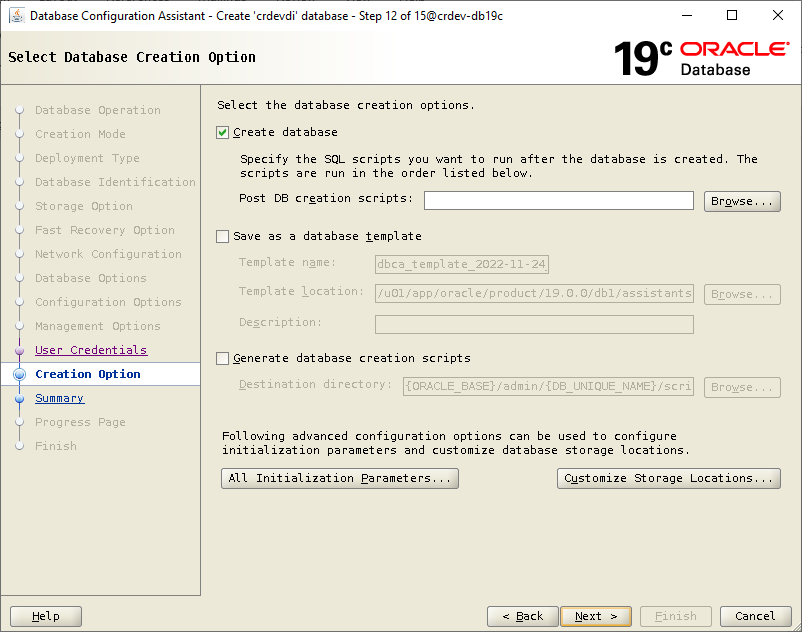 Database Configuration Assistant - Create 'crdevdi' database - Step 12 of 15@crdev-db19c
Select Database Creation Option
19c ORACLE
Database
Database Operation
Creation Mode
Deployment Type
Database Identification
Storage Option
Fast Recovery Option
Network Configuration
Database Options
Configuration Options
Management Options
User Credentials
Creation Option
Summary
Progress Page
Finish
Select the database creation options.
Create database
Specify the SQL scripts you want to run after the database is created. The
scripts are run in the order listed below.
Post DB creation scripts: Browse...
Save as a database template
Template name: dbca_template_2022-11-24
Template location: /u01/app/oracle/product/19.0.0/db1/assistants Browse...
Description:
Generate database creation scripts
Destination directory: {ORACLE_BASE}/admin/{DB_UNIQUE_NAME}/scri Browse...
Following advanced configuration options can be used to configure
initialization parameters and customize database storage locations.
All Initialization Parameters... Customize Storage Locations...
Help < Back Next > Finish Cancel